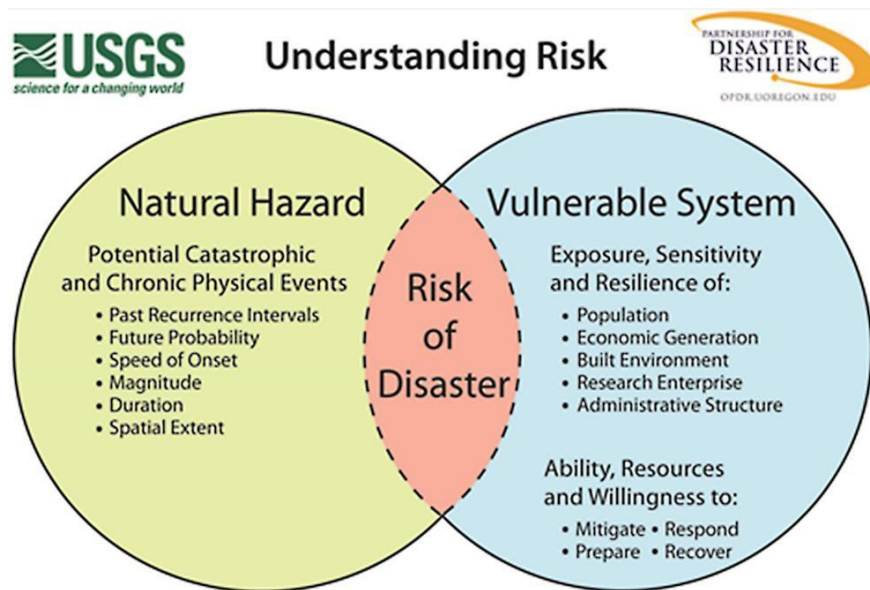 USGS
science for a changing world
Understanding Risk
PARTNERSHIP FOR
DISASTER
RESILIENCE
OPDR.UOREGON.EDU
Natural Hazard
Potential Catastrophic
and Chronic Physical Events
• Past Recurrence Intervals
• Future Probability
• Speed of Onset
• Magnitude
• Duration
• Spatial Extent
Risk
of
Disaster
Vulnerable System
Exposure, Sensitivity
and Resilience of:
• Population
• Economic Generation
• Built Environment
• Research Enterprise
• Administrative Structure
Ability, Resources
and Willingness to:
• Mitigate • Respond
• Prepare • Recover